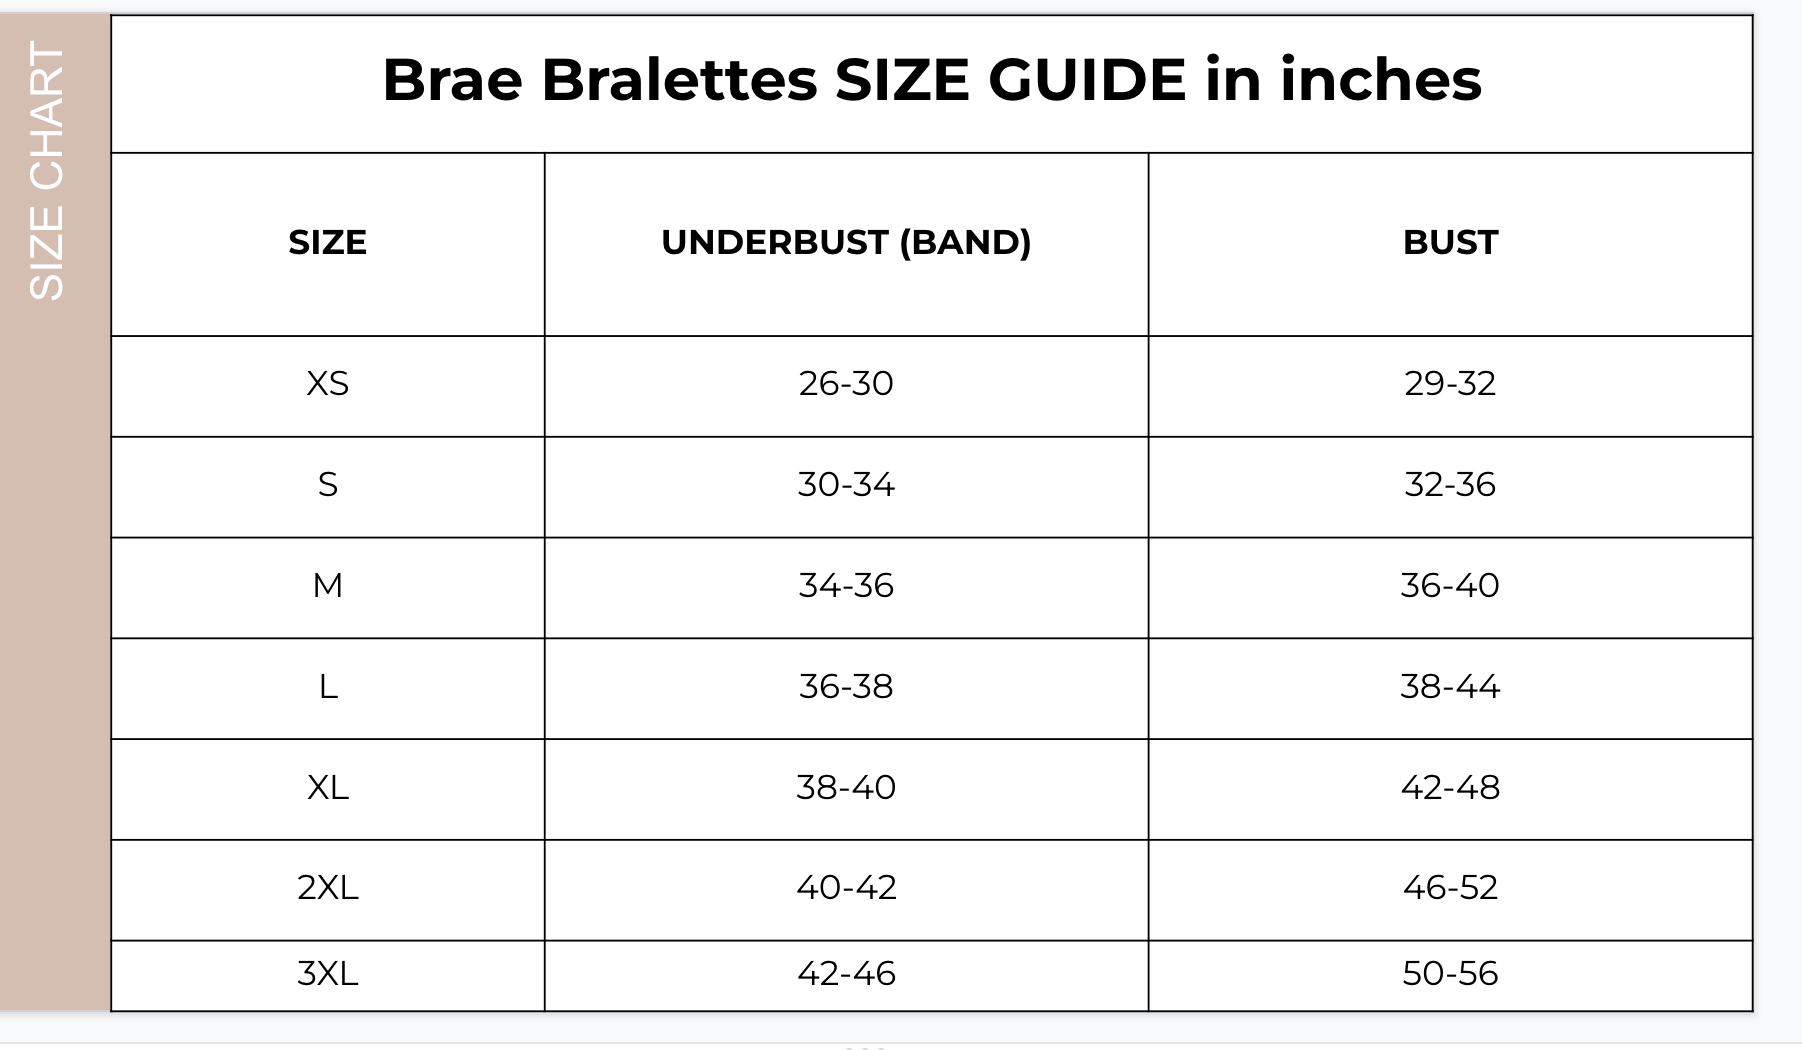 SIZE CHART
Brae Bralettes SIZE GUIDE in inches
SIZE UNDERBUST (BAND) BUST
XS 26-30 29-32
S 30-34 32-36
M 34-36 36-40
L 36-38 38-44
XL 38-40 42-48
2XL 40-42 46-52
3XL 42-46 50-56